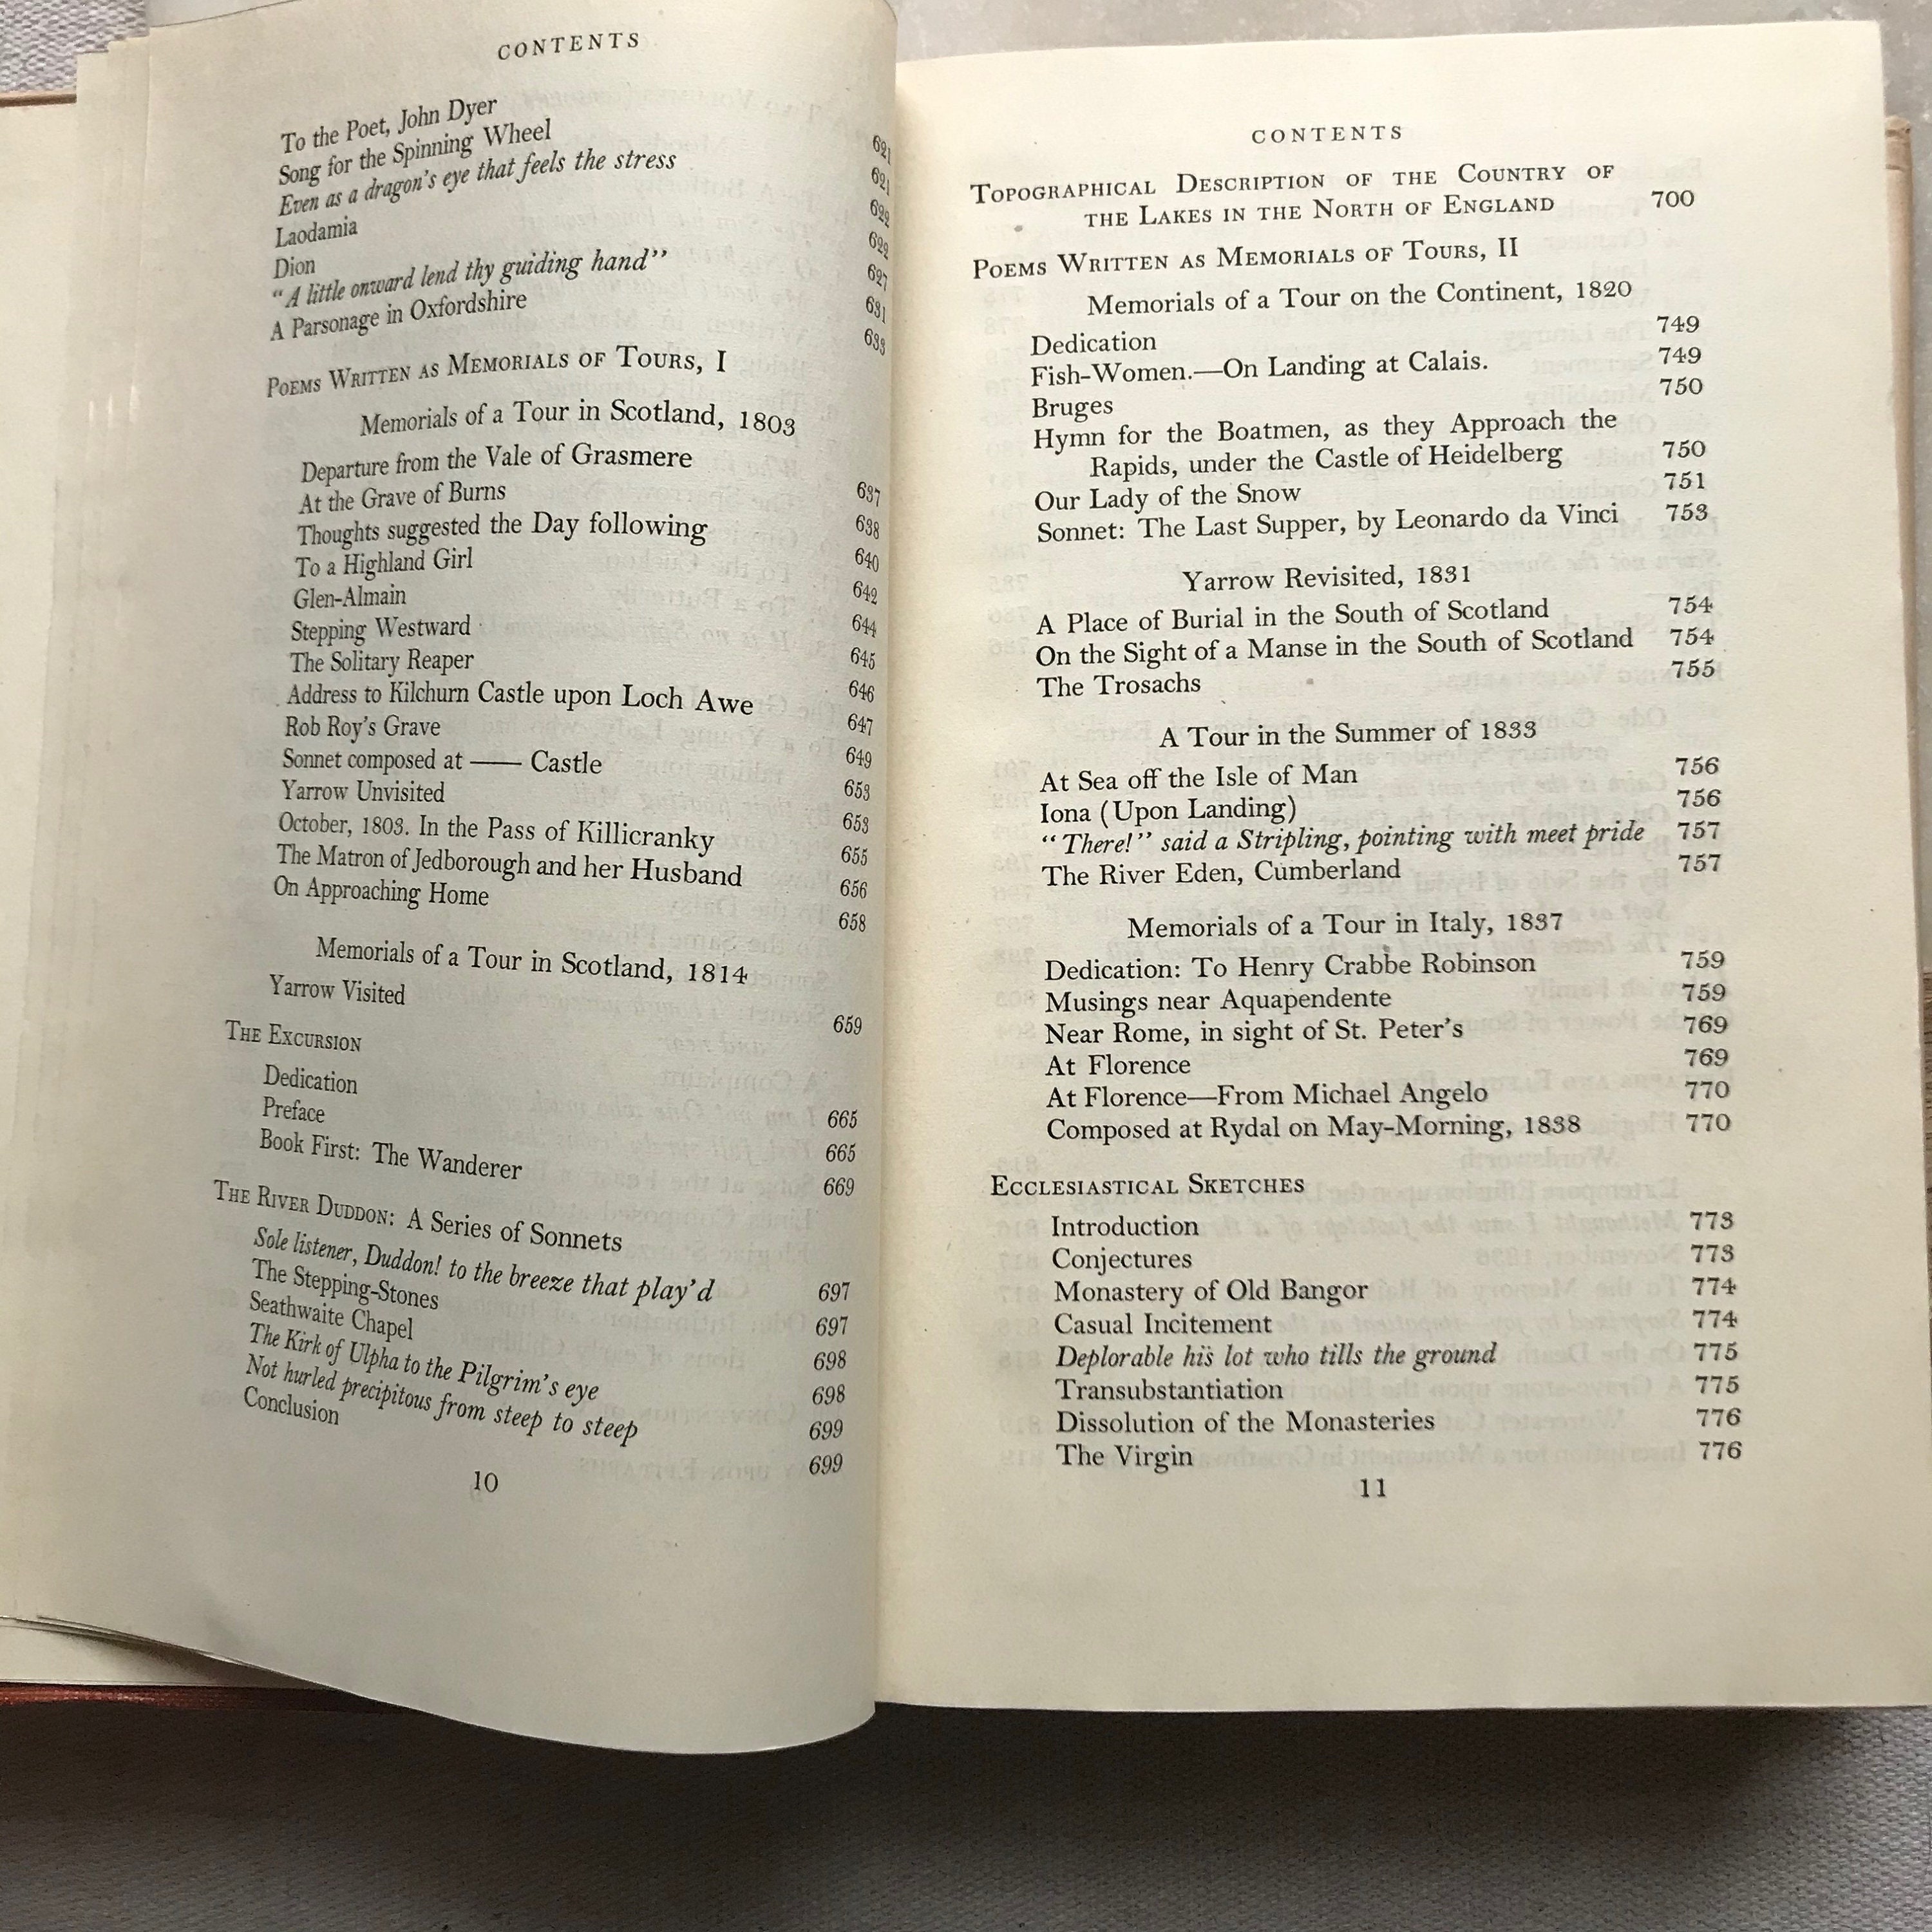 CONTENTS
To the Poet, John Dyer 621
Song for the Spinning Wheel 621
Even as a dragon's eye that feels the stress 622
Laodamia 622
Dion 627
"A little onward lend thy guiding hand" 631
A Parsonage in Oxfordshire 633
Poems Written as Memorials of Tours, I
Memorials of a Tour in Scotland, 1803
Departure from the Vale of Grasmere 637
At the Grave of Burns 638
Thoughts suggested the Day following 640
To a Highland Girl 642
Glen-Almain 644
Stepping Westward 645
The Solitary Reaper 646
Address to Kilchurn Castle upon Loch Awe 647
Rob Roy's Grave 649
Sonnet composed at —— Castle 653
Yarrow Unvisited 653
October, 1803. In the Pass of Killicranky 655
The Matron of Jedborough and her Husband 656
On Approaching Home 658
Memorials of a Tour in Scotland, 1814
Yarrow Visited 659
The Excursion
Dedication 665
Preface 665
Book First: The Wanderer 669
The River Duddon: A Series of Sonnets
Sole listener, Duddon! to the breeze that play'd 697
The Stepping-Stones 697
Seathwaite Chapel 698
The Kirk of Ulpha to the Pilgrim's eye 698
Not hurled precipitous from steep to steep 699
Conclusion 699
10
CONTENTS
Topographical Description of the Country of
the Lakes in the North of England 700
Poems Written as Memorials of Tours, II
Memorials of a Tour on the Continent, 1820
Dedication 749
Fish-Women.—On Landing at Calais. 749
Bruges 750
Hymn for the Boatmen, as they Approach the
Rapids, under the Castle of Heidelberg 750
Our Lady of the Snow 751
Sonnet: The Last Supper, by Leonardo da Vinci 753
Yarrow Revisited, 1831
A Place of Burial in the South of Scotland 754
On the Sight of a Manse in the South of Scotland 754
The Trosachs 755
A Tour in the Summer of 1833
At Sea off the Isle of Man 756
Iona (Upon Landing) 756
"There!" said a Stripling, pointing with meet pride 757
The River Eden, Cumberland 757
Memorials of a Tour in Italy, 1837
Dedication: To Henry Crabbe Robinson 759
Musings near Aquapendente 759
Near Rome, in sight of St. Peter's 769
At Florence 769
At Florence—From Michael Angelo 770
Composed at Rydal on May-Morning, 1838 770
Ecclesiastical Sketches
Introduction 773
Conjectures 773
Monastery of Old Bangor 774
Casual Incitement 774
Deplorable his lot who tills the ground 775
Transubstantiation 775
Dissolution of the Monasteries 776
The Virgin 776
11